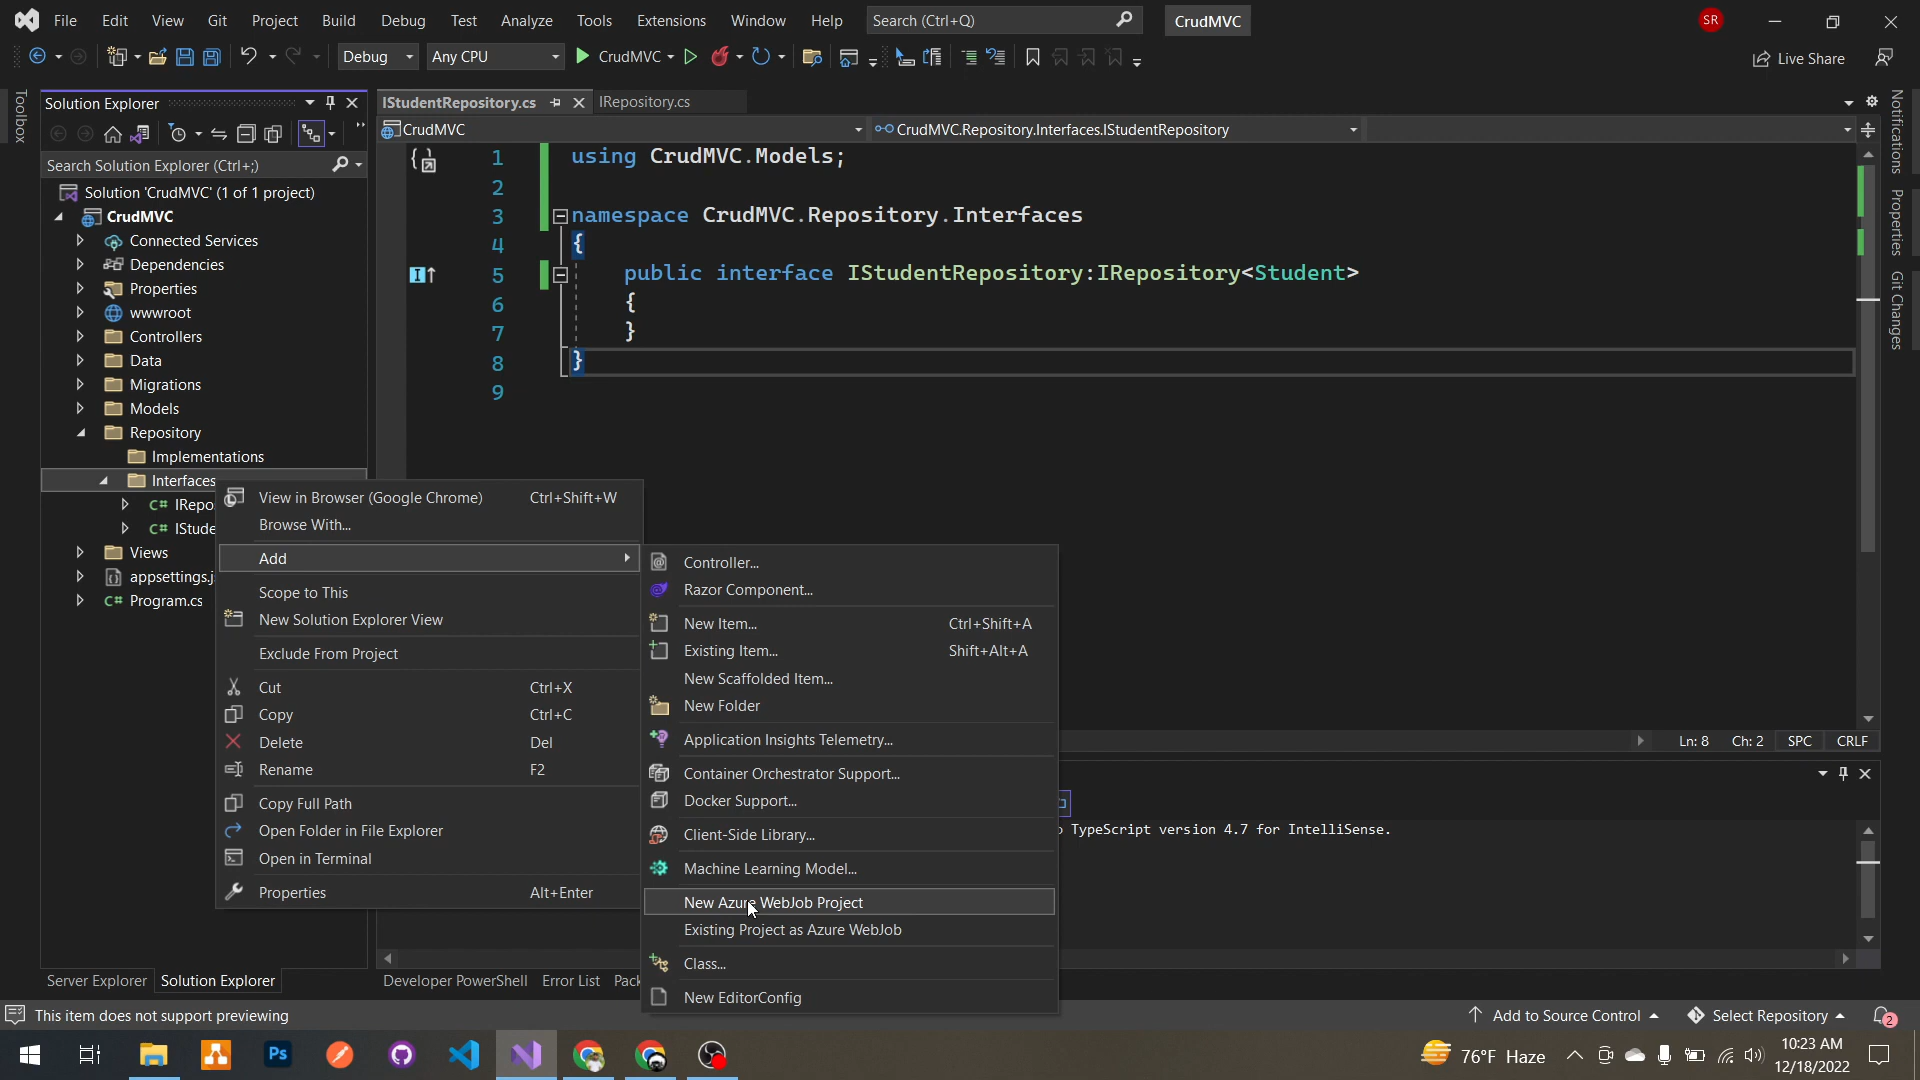 File Edit View Git Project Build Debug Test Analyze Tools Extensions Window Help Search (Ctrl+Q) CrudMVC SR
Debug Any CPU CrudMVC Live Share
Toolbox
Solution Explorer
Search Solution Explorer (Ctrl+;)
Solution 'CrudMVC' (1 of 1 project)
CrudMVC
Connected Services
Dependencies
Properties
wwwroot
Controllers
Data
Migrations
Models
Repository
Implementations
Interfaces
C# IRepo
C# IStude
Views
appsettings.j
C# Program.cs
Server Explorer Solution Explorer
IStudentRepository.cs IRepository.cs
CrudMVC CrudMVC.Repository.Interfaces.IStudentRepository
1 using CrudMVC.Models;
2
3 namespace CrudMVC.Repository.Interfaces
4 {
5 public interface IStudentRepository:IRepository<Student>
6 {
7 }
8 }
9
Ln: 8 Ch: 2 SPC CRLF
View in Browser (Google Chrome) Ctrl+Shift+W
Browse With...
Add
Scope to This
New Solution Explorer View
Exclude From Project
Cut Ctrl+X
Copy Ctrl+C
Delete Del
Rename F2
Copy Full Path
Open Folder in File Explorer
Open in Terminal
Properties Alt+Enter
Controller...
Razor Component...
New Item... Ctrl+Shift+A
Existing Item... Shift+Alt+A
New Scaffolded Item...
New Folder
Application Insights Telemetry...
Container Orchestrator Support...
Docker Support...
Client-Side Library...
Machine Learning Model...
New Azure WebJob Project
Existing Project as Azure WebJob
Class...
New EditorConfig
TypeScript version 4.7 for IntelliSense.
Developer PowerShell Error List Pack
Notifications
Properties
Git Changes
This item does not support previewing Add to Source Control Select Repository 2
Ps 76°F Haze 10:23 AM
12/18/2022